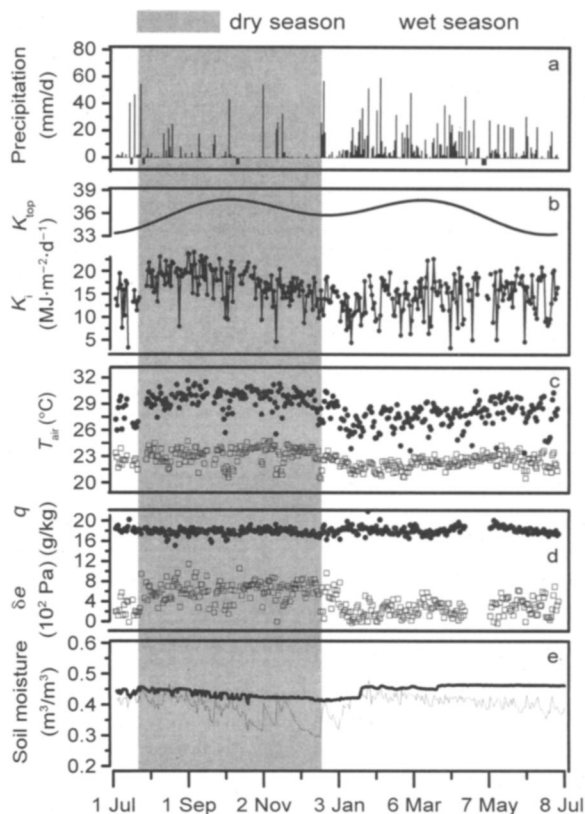 dry season wet season
Precipitation
(mm/d)
80
60
40
20
0
a
K_top
39
36
33
b
K_i
(MJ·m⁻²·d⁻¹)
20
15
10
5
T_air (°C)
32
29
26
23
20
c
δe q
(10² Pa) (g/kg)
20
16
12
8
4
0
d
Soil moisture
(m³/m³)
0.6
0.5
0.4
0.3
0.2
e
1 Jul 1 Sep 2 Nov 3 Jan 6 Mar 7 May 8 Jul